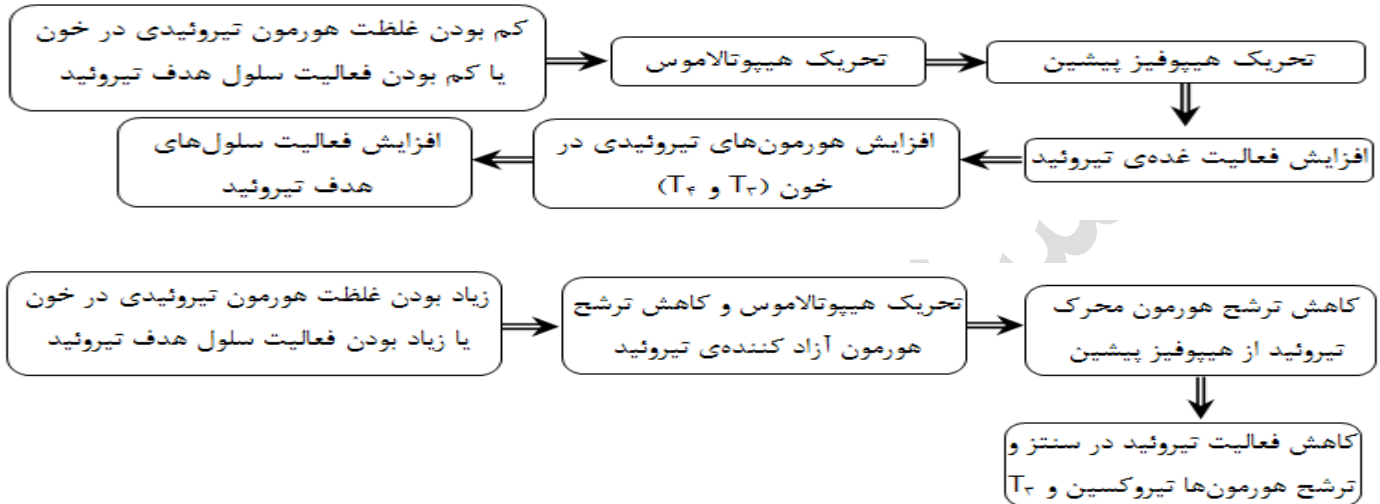 کم بودن غلظت هورمون تیروئیدی در خون
یا کم بودن فعالیت سلول هدف تیروئید
تحریک هیپوتالاموس
تحریک هیپوفیز پیشین
افزایش فعالیت غده‌ی تیروئید
افزایش هورمون‌های تیروئیدی در
خون (T₃ و T₄)
افزایش فعالیت سلول‌های
هدف تیروئید
زیاد بودن غلظت هورمون تیروئیدی در خون
یا زیاد بودن فعالیت سلول هدف تیروئید
تحریک هیپوتالاموس و کاهش ترشح
هورمون آزاد کننده‌ی تیروئید
کاهش ترشح هورمون محرک
تیروئید از هیپوفیز پیشین
کاهش فعالیت تیروئید در سنتز و
ترشح هورمون‌ها تیروکسین و T₃